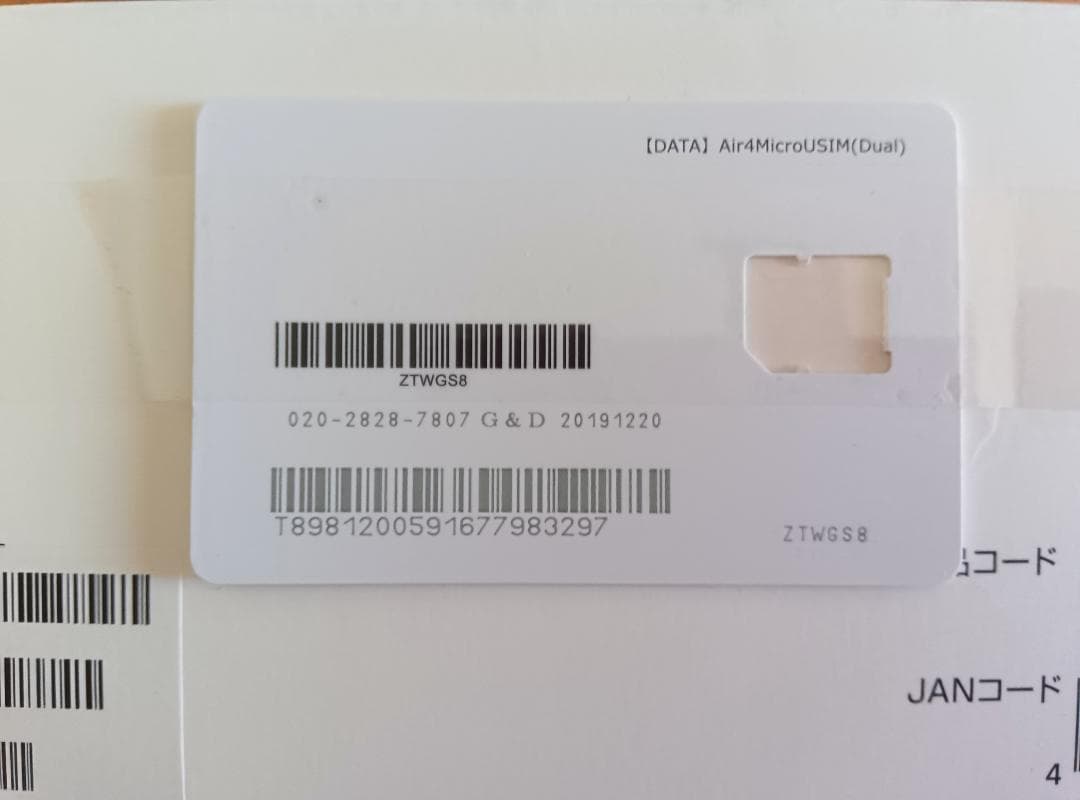 【DATA】Air4MicroUSIM(Dual)
ZTWGS8
020-2828-7807 G&D 20191220
T8981200591677983297
ZTWGS8
コード
JANコード
4